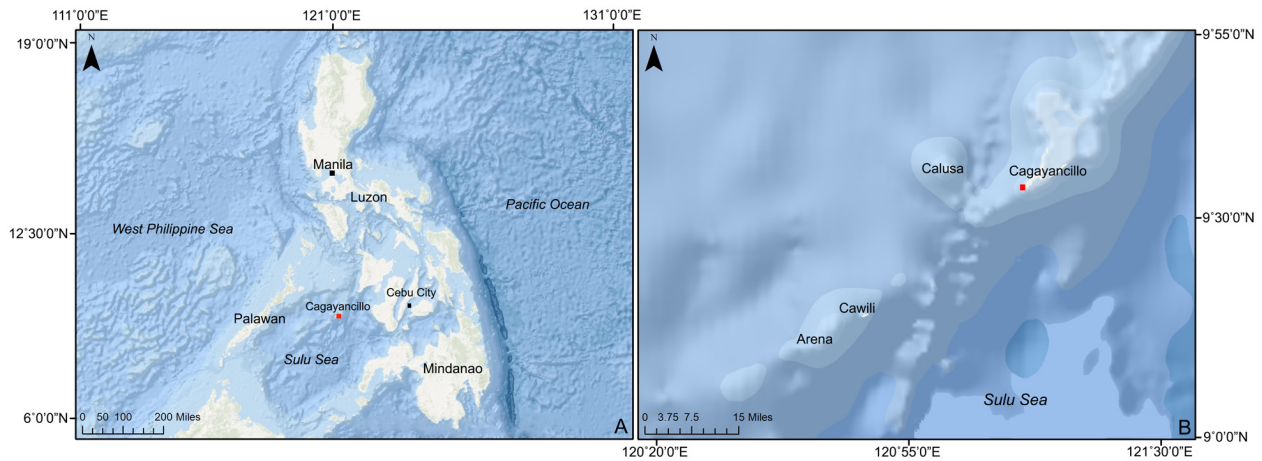 111°0'0"E
121°0'0"E
131°0'0"E
19°0'0"N
12°30'0"N
6°0'0"N
N
Manila
Luzon
Pacific Ocean
West Philippine Sea
Cebu City
Cagayancillo
Palawan
Sulu Sea
Mindanao
0 50 100 200 Miles
A
N
9°55'0"N
Calusa
Cagayancillo
9°30'0"N
Cawili
Arena
Sulu Sea
0 3.75 7.5 15 Miles
B
9°0'0"N
120°20'0"E
120°55'0"E
121°30'0"E